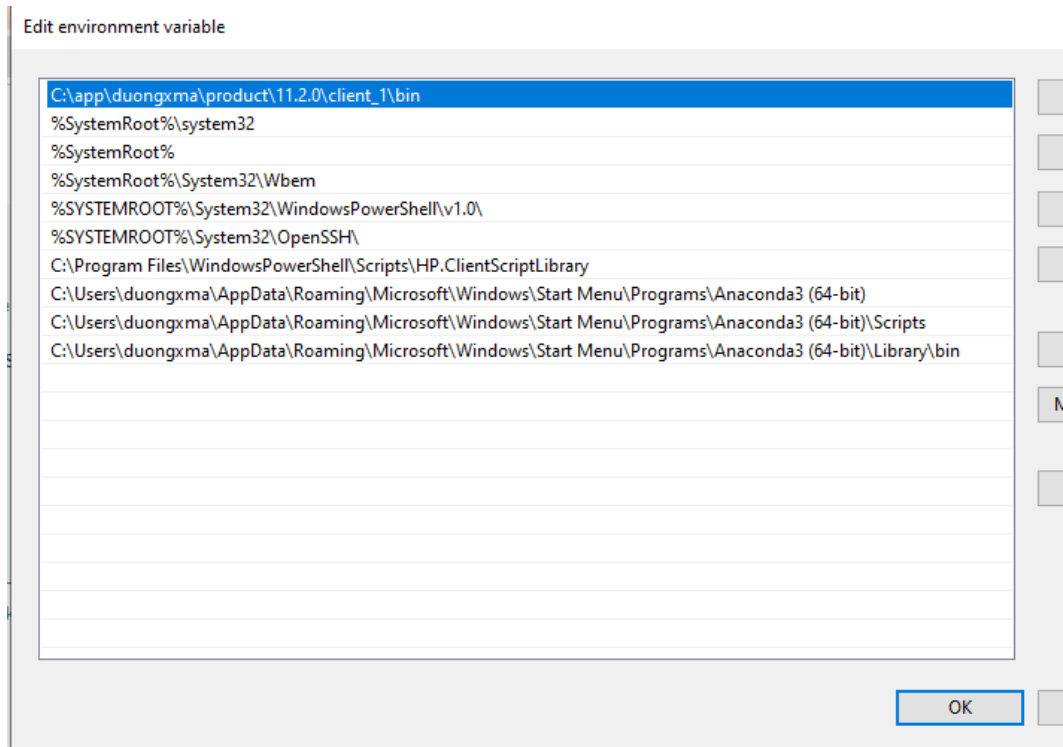 Edit environment variable
C:\app\duongxma\product\11.2.0\client_1\bin
%SystemRoot%\system32
%SystemRoot%
%SystemRoot%\System32\Wbem
%SYSTEMROOT%\System32\WindowsPowerShell\v1.0\
%SYSTEMROOT%\System32\OpenSSH\
C:\Program Files\WindowsPowerShell\Scripts\HP.ClientScriptLibrary
C:\Users\duongxma\AppData\Roaming\Microsoft\Windows\Start Menu\Programs\Anaconda3 (64-bit)
C:\Users\duongxma\AppData\Roaming\Microsoft\Windows\Start Menu\Programs\Anaconda3 (64-bit)\Scripts
C:\Users\duongxma\AppData\Roaming\Microsoft\Windows\Start Menu\Programs\Anaconda3 (64-bit)\Library\bin
OK